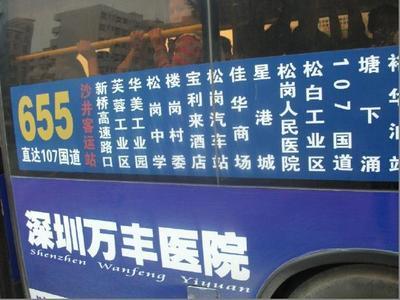 655
直达107国道
沙井客运站
新桥高速路口
芙蓉工业区
华美工业园
松岗中学
楼岗村委
宝利来酒店
松岗汽车站
佳华商场
星港城
松岗人民医院
松白工业区
107国道
塘下涌
深圳万丰医院
Shenzhen Wanfeng Yiyuan